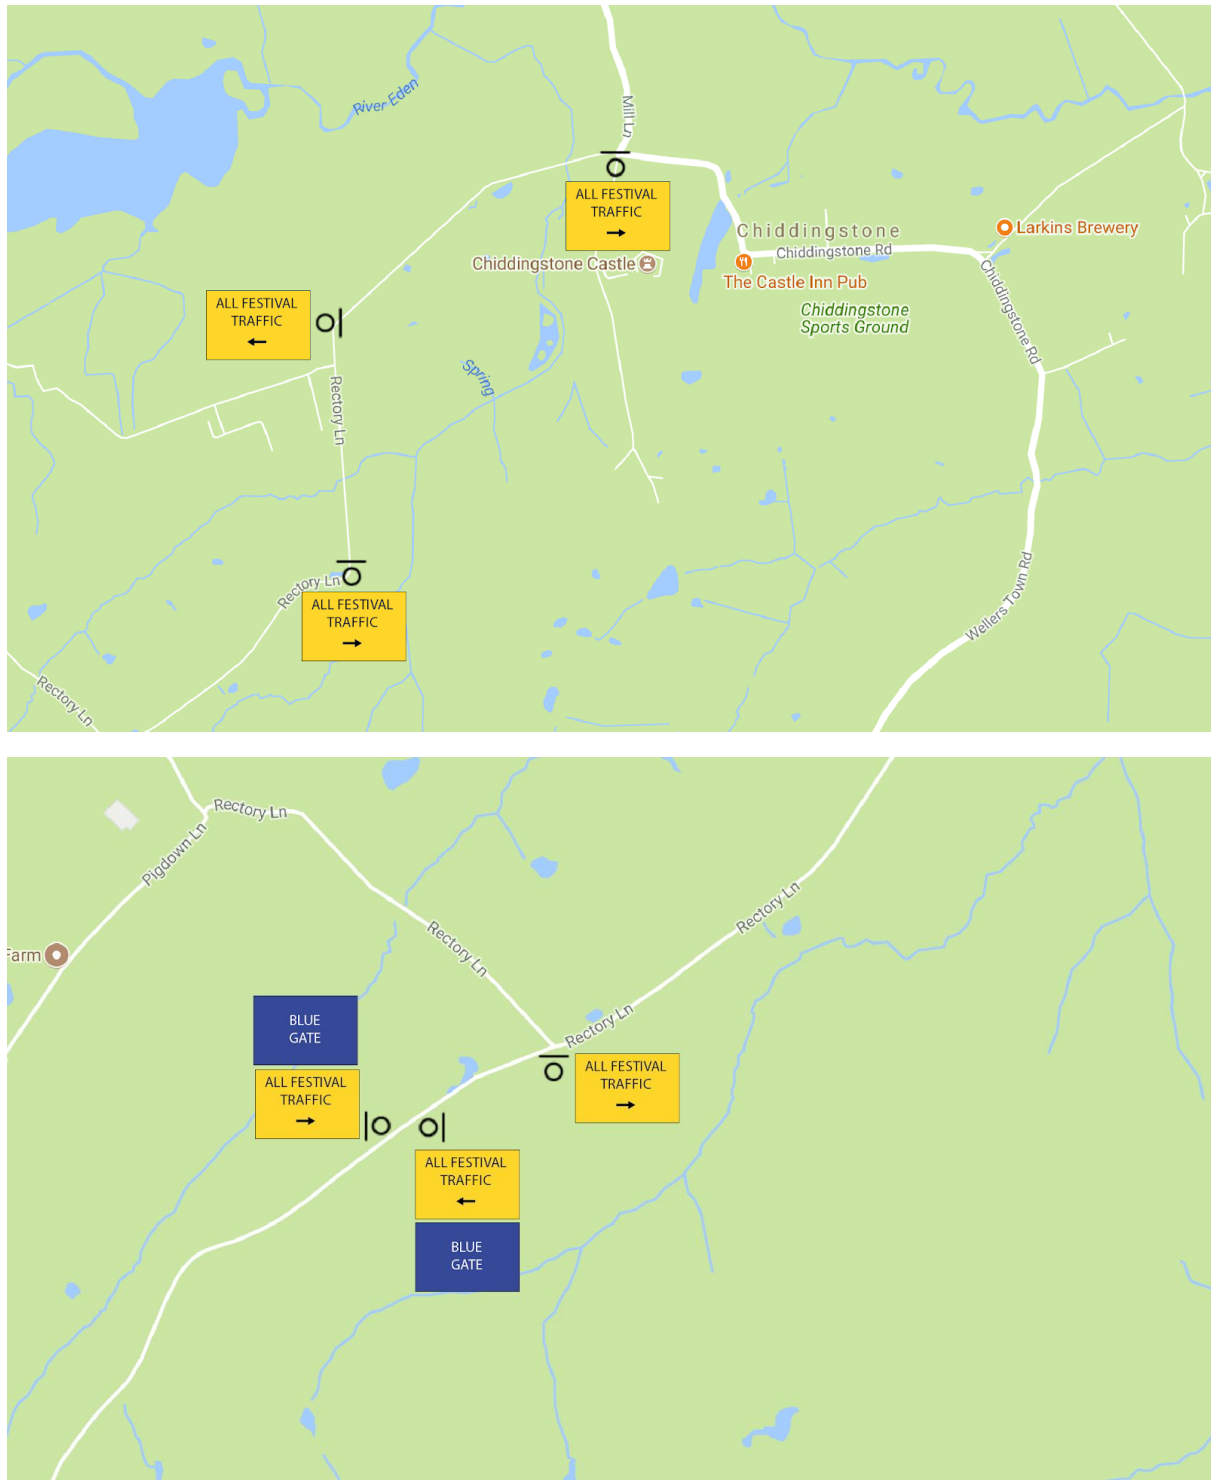 River Eden
Mill Ln
ALL FESTIVAL
TRAFFIC
→
Chiddingstone
Chiddingstone Rd
Larkins Brewery
Chiddingstone Castle
The Castle Inn Pub
Chiddingstone Rd
Chiddingstone
Sports Ground
ALL FESTIVAL
TRAFFIC
←
Spring
Rectory Ln
Rectory Ln
ALL FESTIVAL
TRAFFIC
→
Wellers Town Rd
Rectory Ln
Rectory Ln
Pigdown Ln
Rectory Ln
Rectory Ln
Farm
BLUE
GATE
Rectory Ln
ALL FESTIVAL
TRAFFIC
→
ALL FESTIVAL
TRAFFIC
→
ALL FESTIVAL
TRAFFIC
←
BLUE
GATE